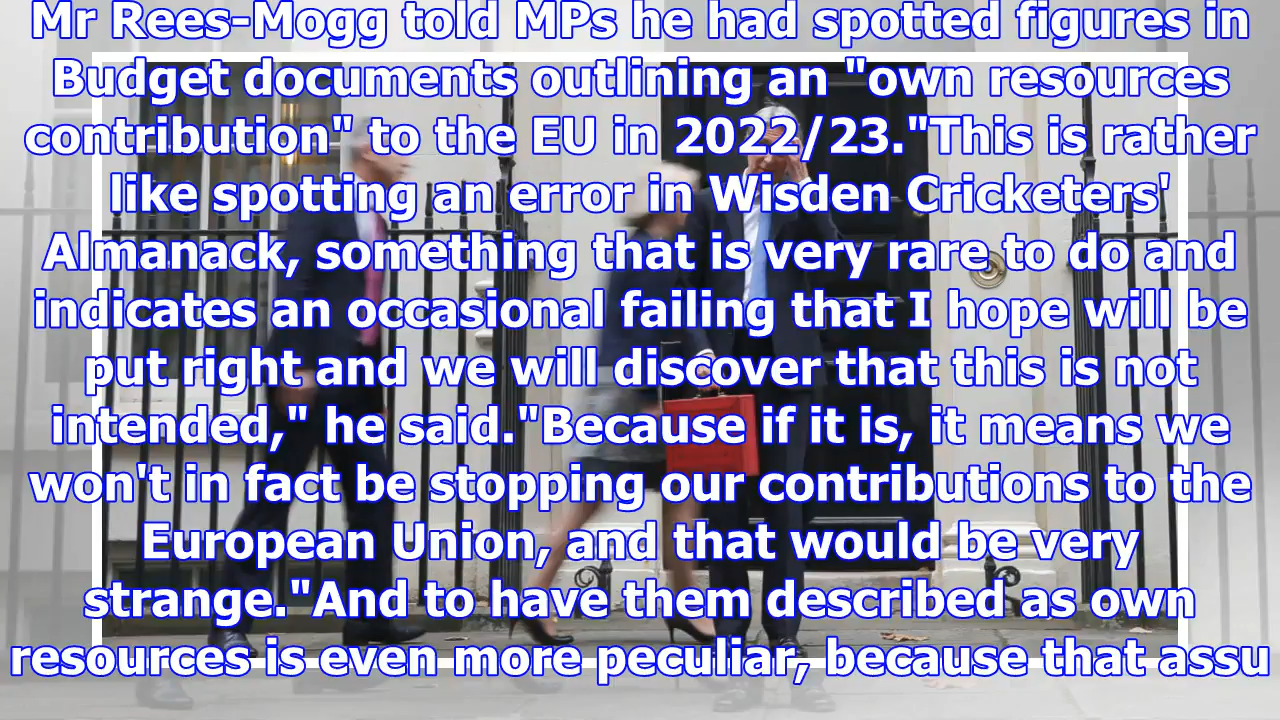 Mr Rees-Mogg told MPs he had spotted figures in
Budget documents outlining an "own resources
contribution" to the EU in 2022/23."This is rather
like spotting an error in Wisden Cricketers'
Almanack, something that is very rare to do and
indicates an occasional failing that I hope will be
put right and we will discover that this is not
intended," he said."Because if it is, it means we
won't in fact be stopping our contributions to the
European Union, and that would be very
strange."And to have them described as own
resources is even more peculiar, because that assu